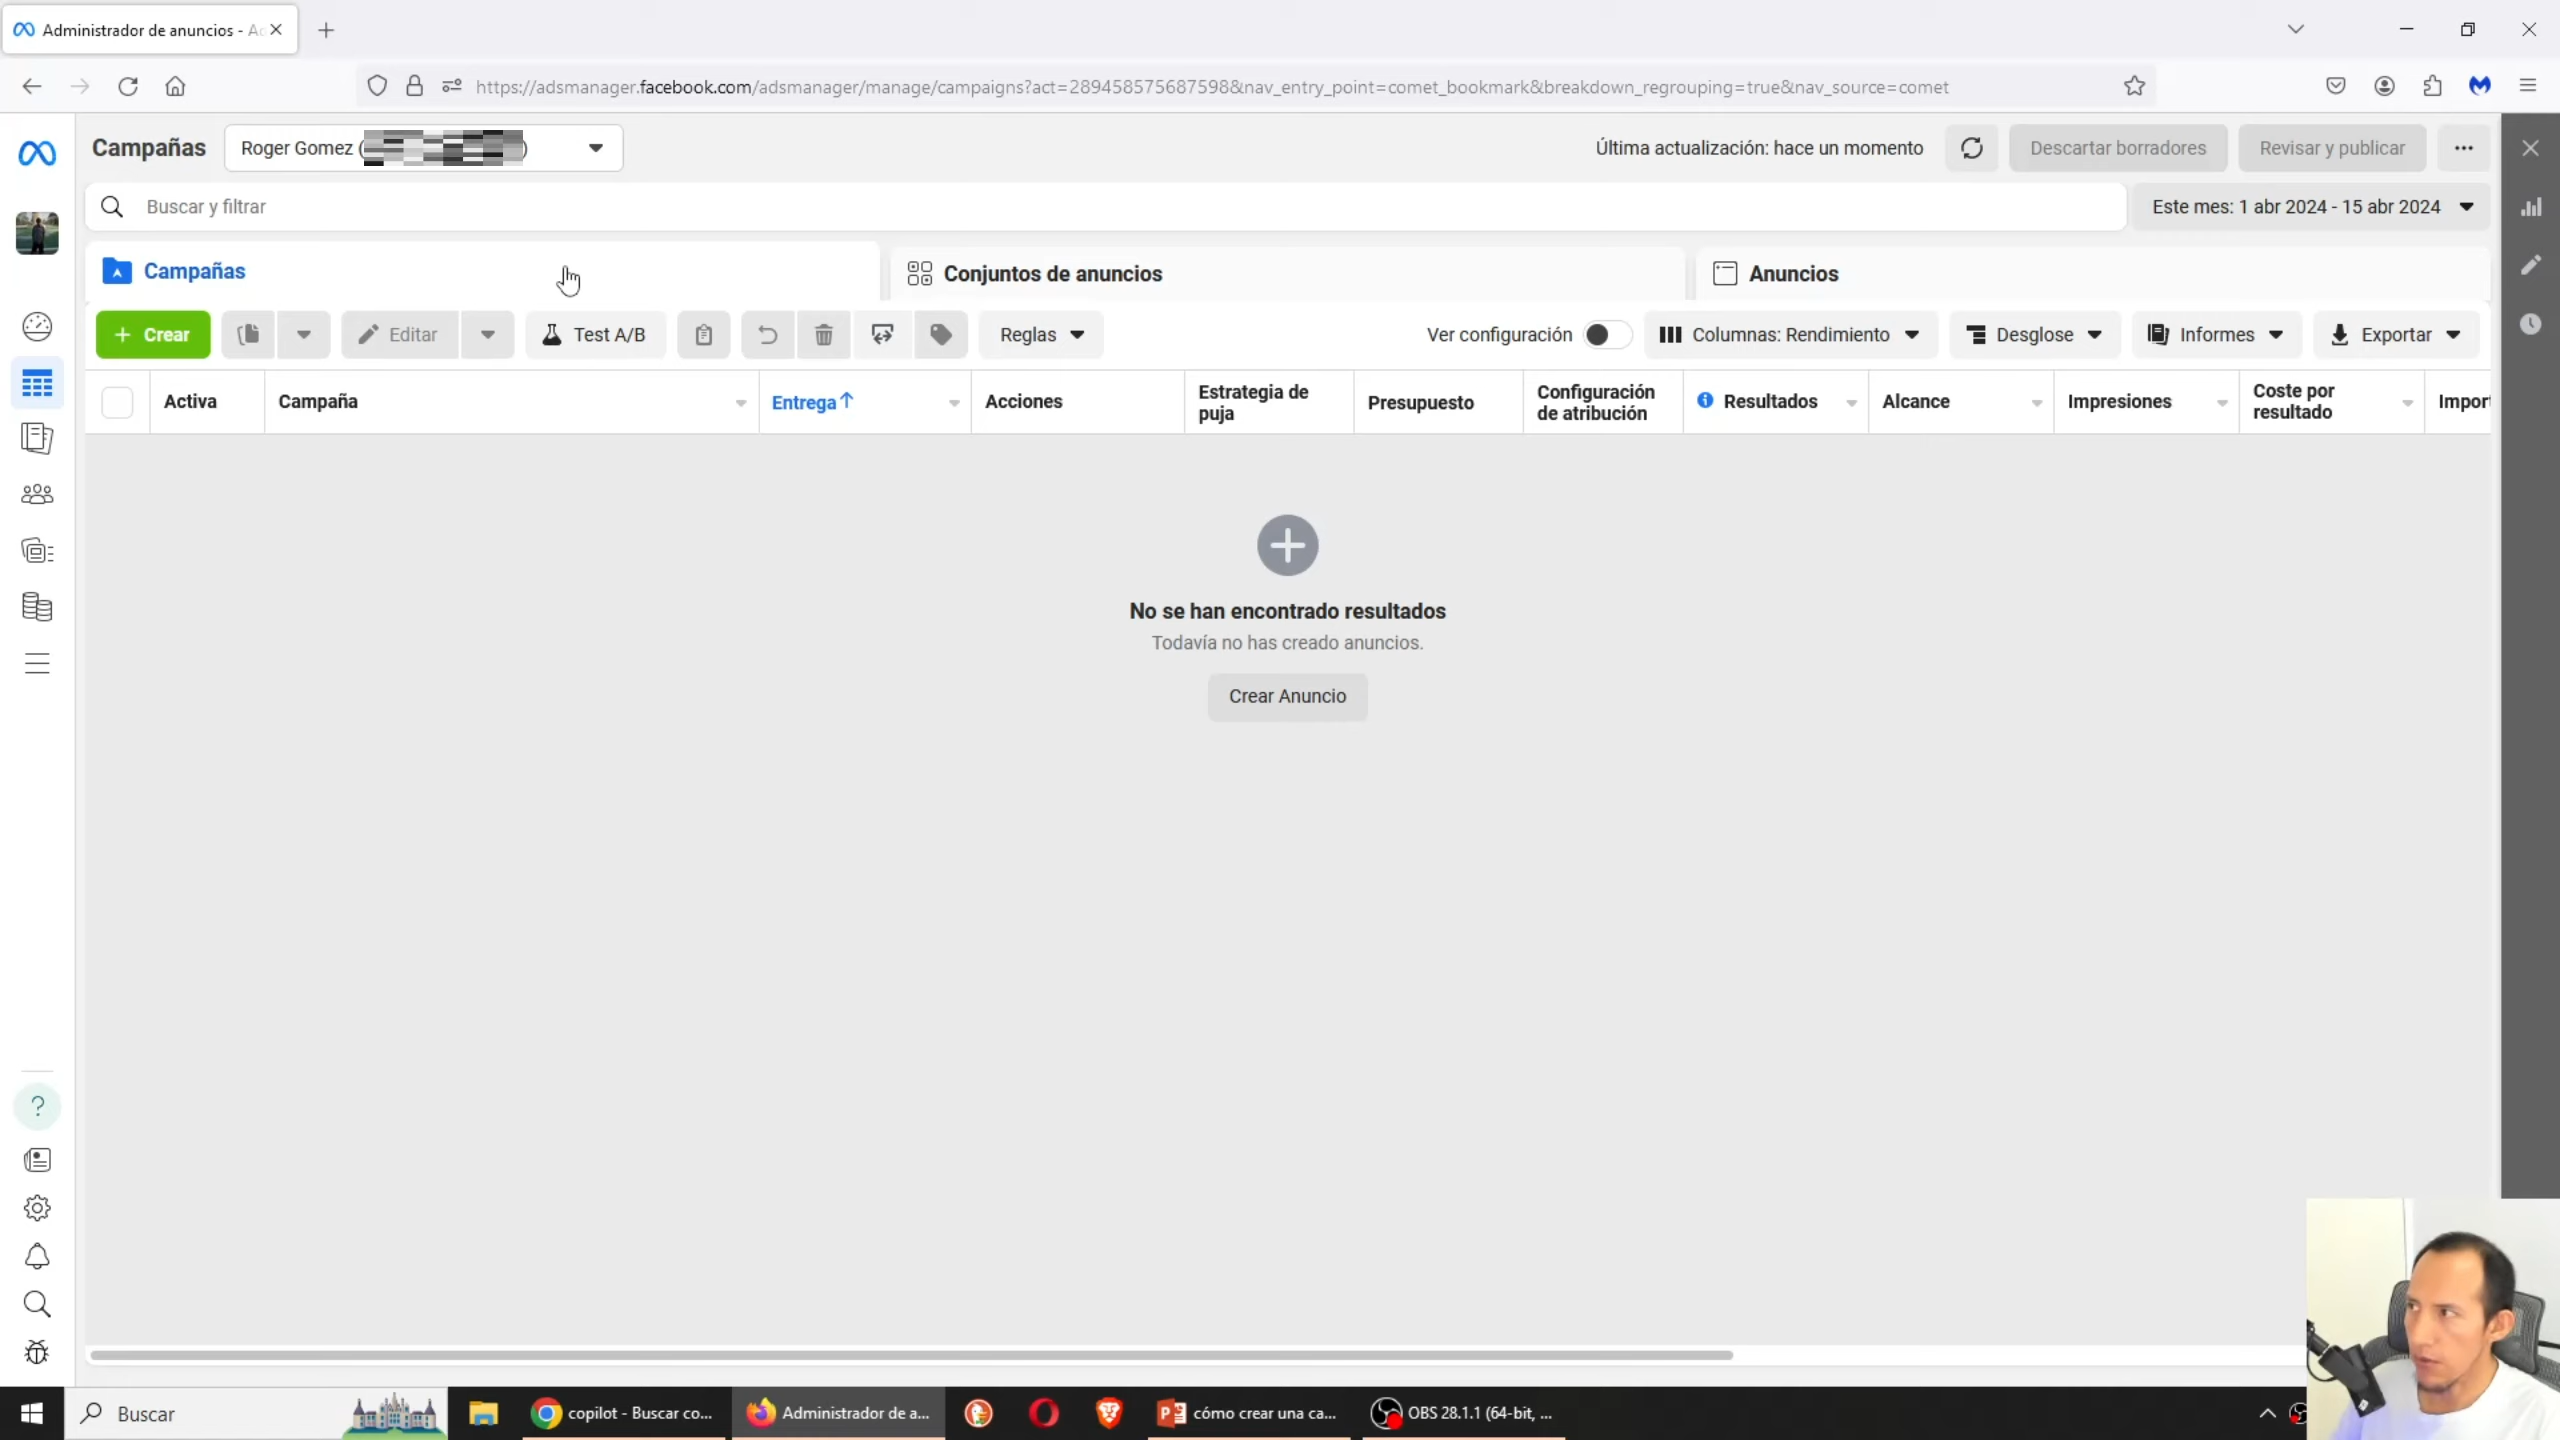 Administrador de anuncios - Ac
https://adsmanager.facebook.com/adsmanager/manage/campaigns?act=289458575687598&nav_entry_point=comet_bookmark&breakdown_regrouping=true&nav_source=comet
Campañas
Roger Gomez ( )
Última actualización: hace un momento
Descartar borradores
Revisar y publicar
Buscar y filtrar
Este mes: 1 abr 2024 - 15 abr 2024
Campañas
Conjuntos de anuncios
Anuncios
+ Crear
Editar
Test A/B
Reglas
Ver configuración
Columnas: Rendimiento
Desglose
Informes
Exportar
Activa
Campaña
Entrega↑
Acciones
Estrategia de
puja
Presupuesto
Configuración
de atribución
Resultados
Alcance
Impresiones
Coste por
resultado
Import
No se han encontrado resultados
Todavía no has creado anuncios.
Crear Anuncio
Buscar
copilot - Buscar co...
Administrador de a...
cómo crear una ca...
OBS 28.1.1 (64-bit, ...